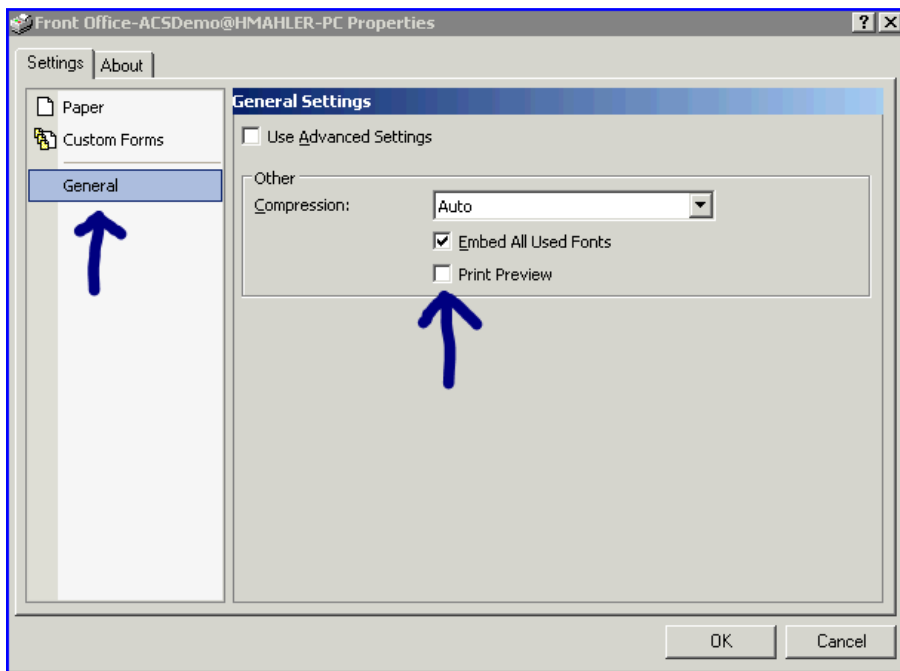 Front Office-ACSDemo@HMAHLER-PC Properties
Settings About
Paper
Custom Forms
General
General Settings
Use Advanced Settings
Other
Compression: Auto
Embed All Used Fonts
Print Preview
OK Cancel